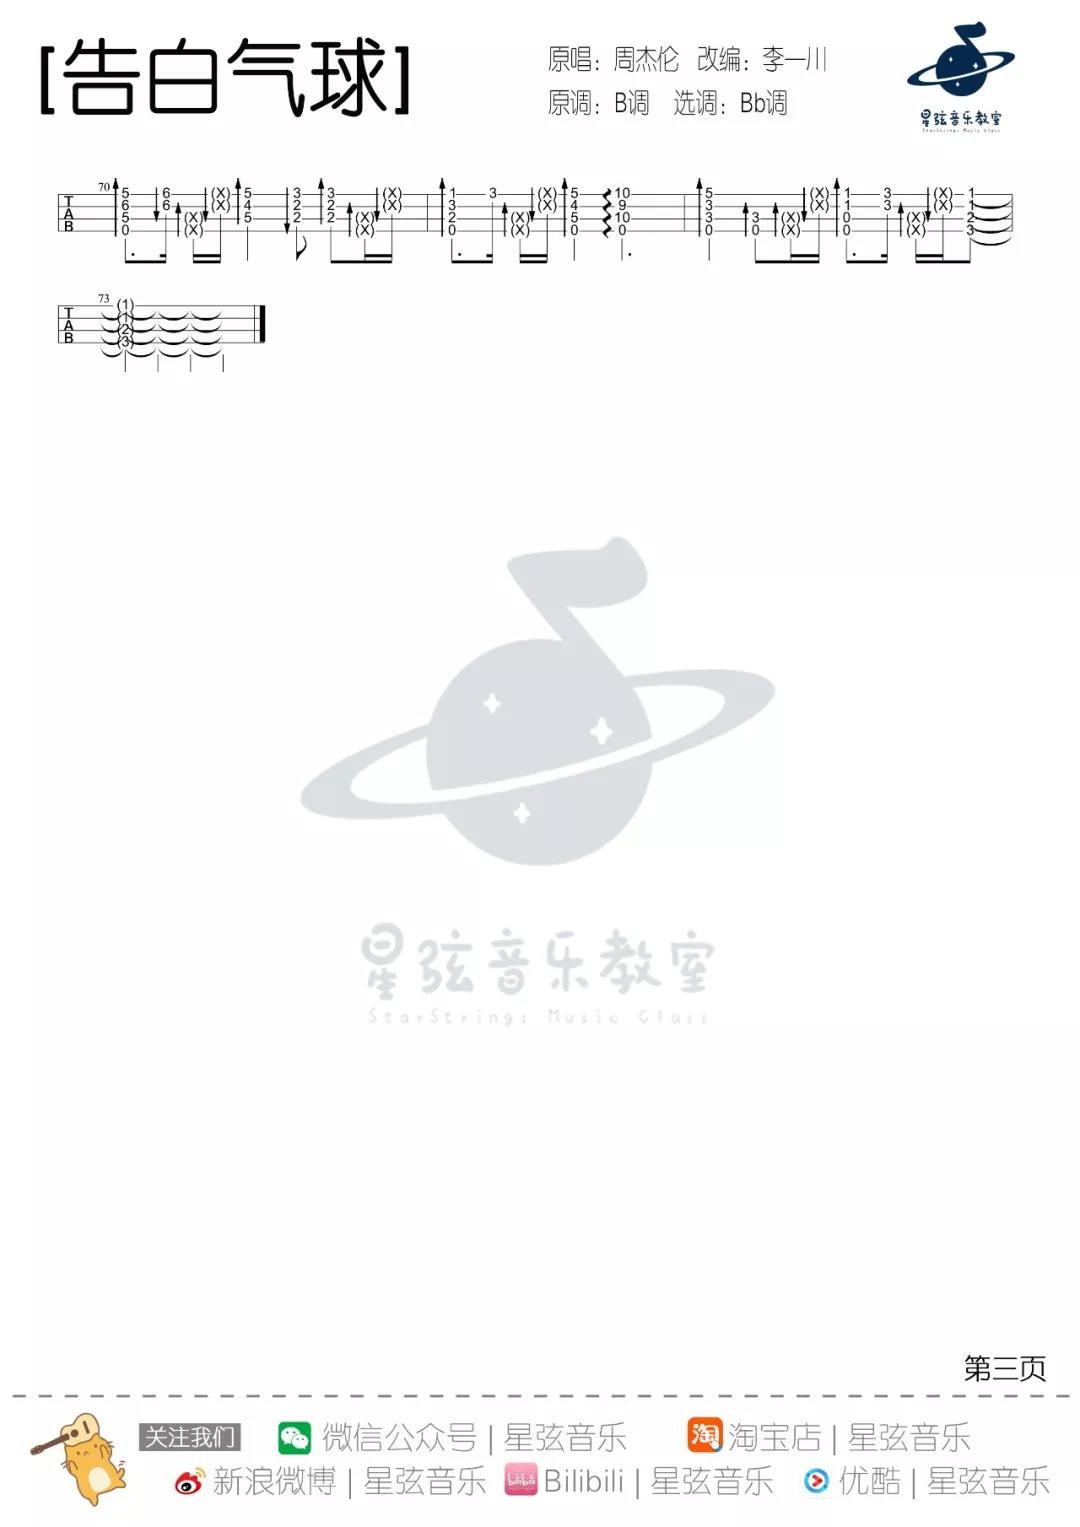 [告白气球]
原唱：周杰伦 改编：李一川
原调：B调 选调：Bb调
星弦音乐教室
StarStrings Music Class
70
T 5 6 (X) 5 3 3 (X) 1 3 (X) 5 10 5 (X) 1 3 (X) 1
A 3 6 (X) 4 2 2 (X) 3 (X) 4 9 3 (X) 1 3 (X) 1
A 6 5 (X) 5 2 2 2 (X) 5 10 3 3 (X) 0 (X) 2
B 0 (X) (X) 0 (X) 0 0 0 (X) 0 (X) 3
73
T (1)
A 1
A 2
B (3)
星弦音乐教室
StarStrings Music Class
第三页
关注我们 微信公众号 | 星弦音乐 淘 淘宝店 | 星弦音乐
新浪微博 | 星弦音乐 bilibili Bilibili | 星弦音乐 优酷 | 星弦音乐